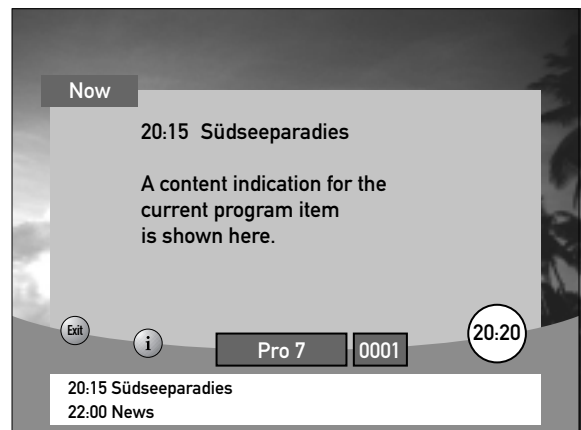 Now
20:15 Südseeparadies
A content indication for the
current program item
is shown here.
Exit
i
Pro 7
0001
20:20
20:15 Südseeparadies
22:00 News